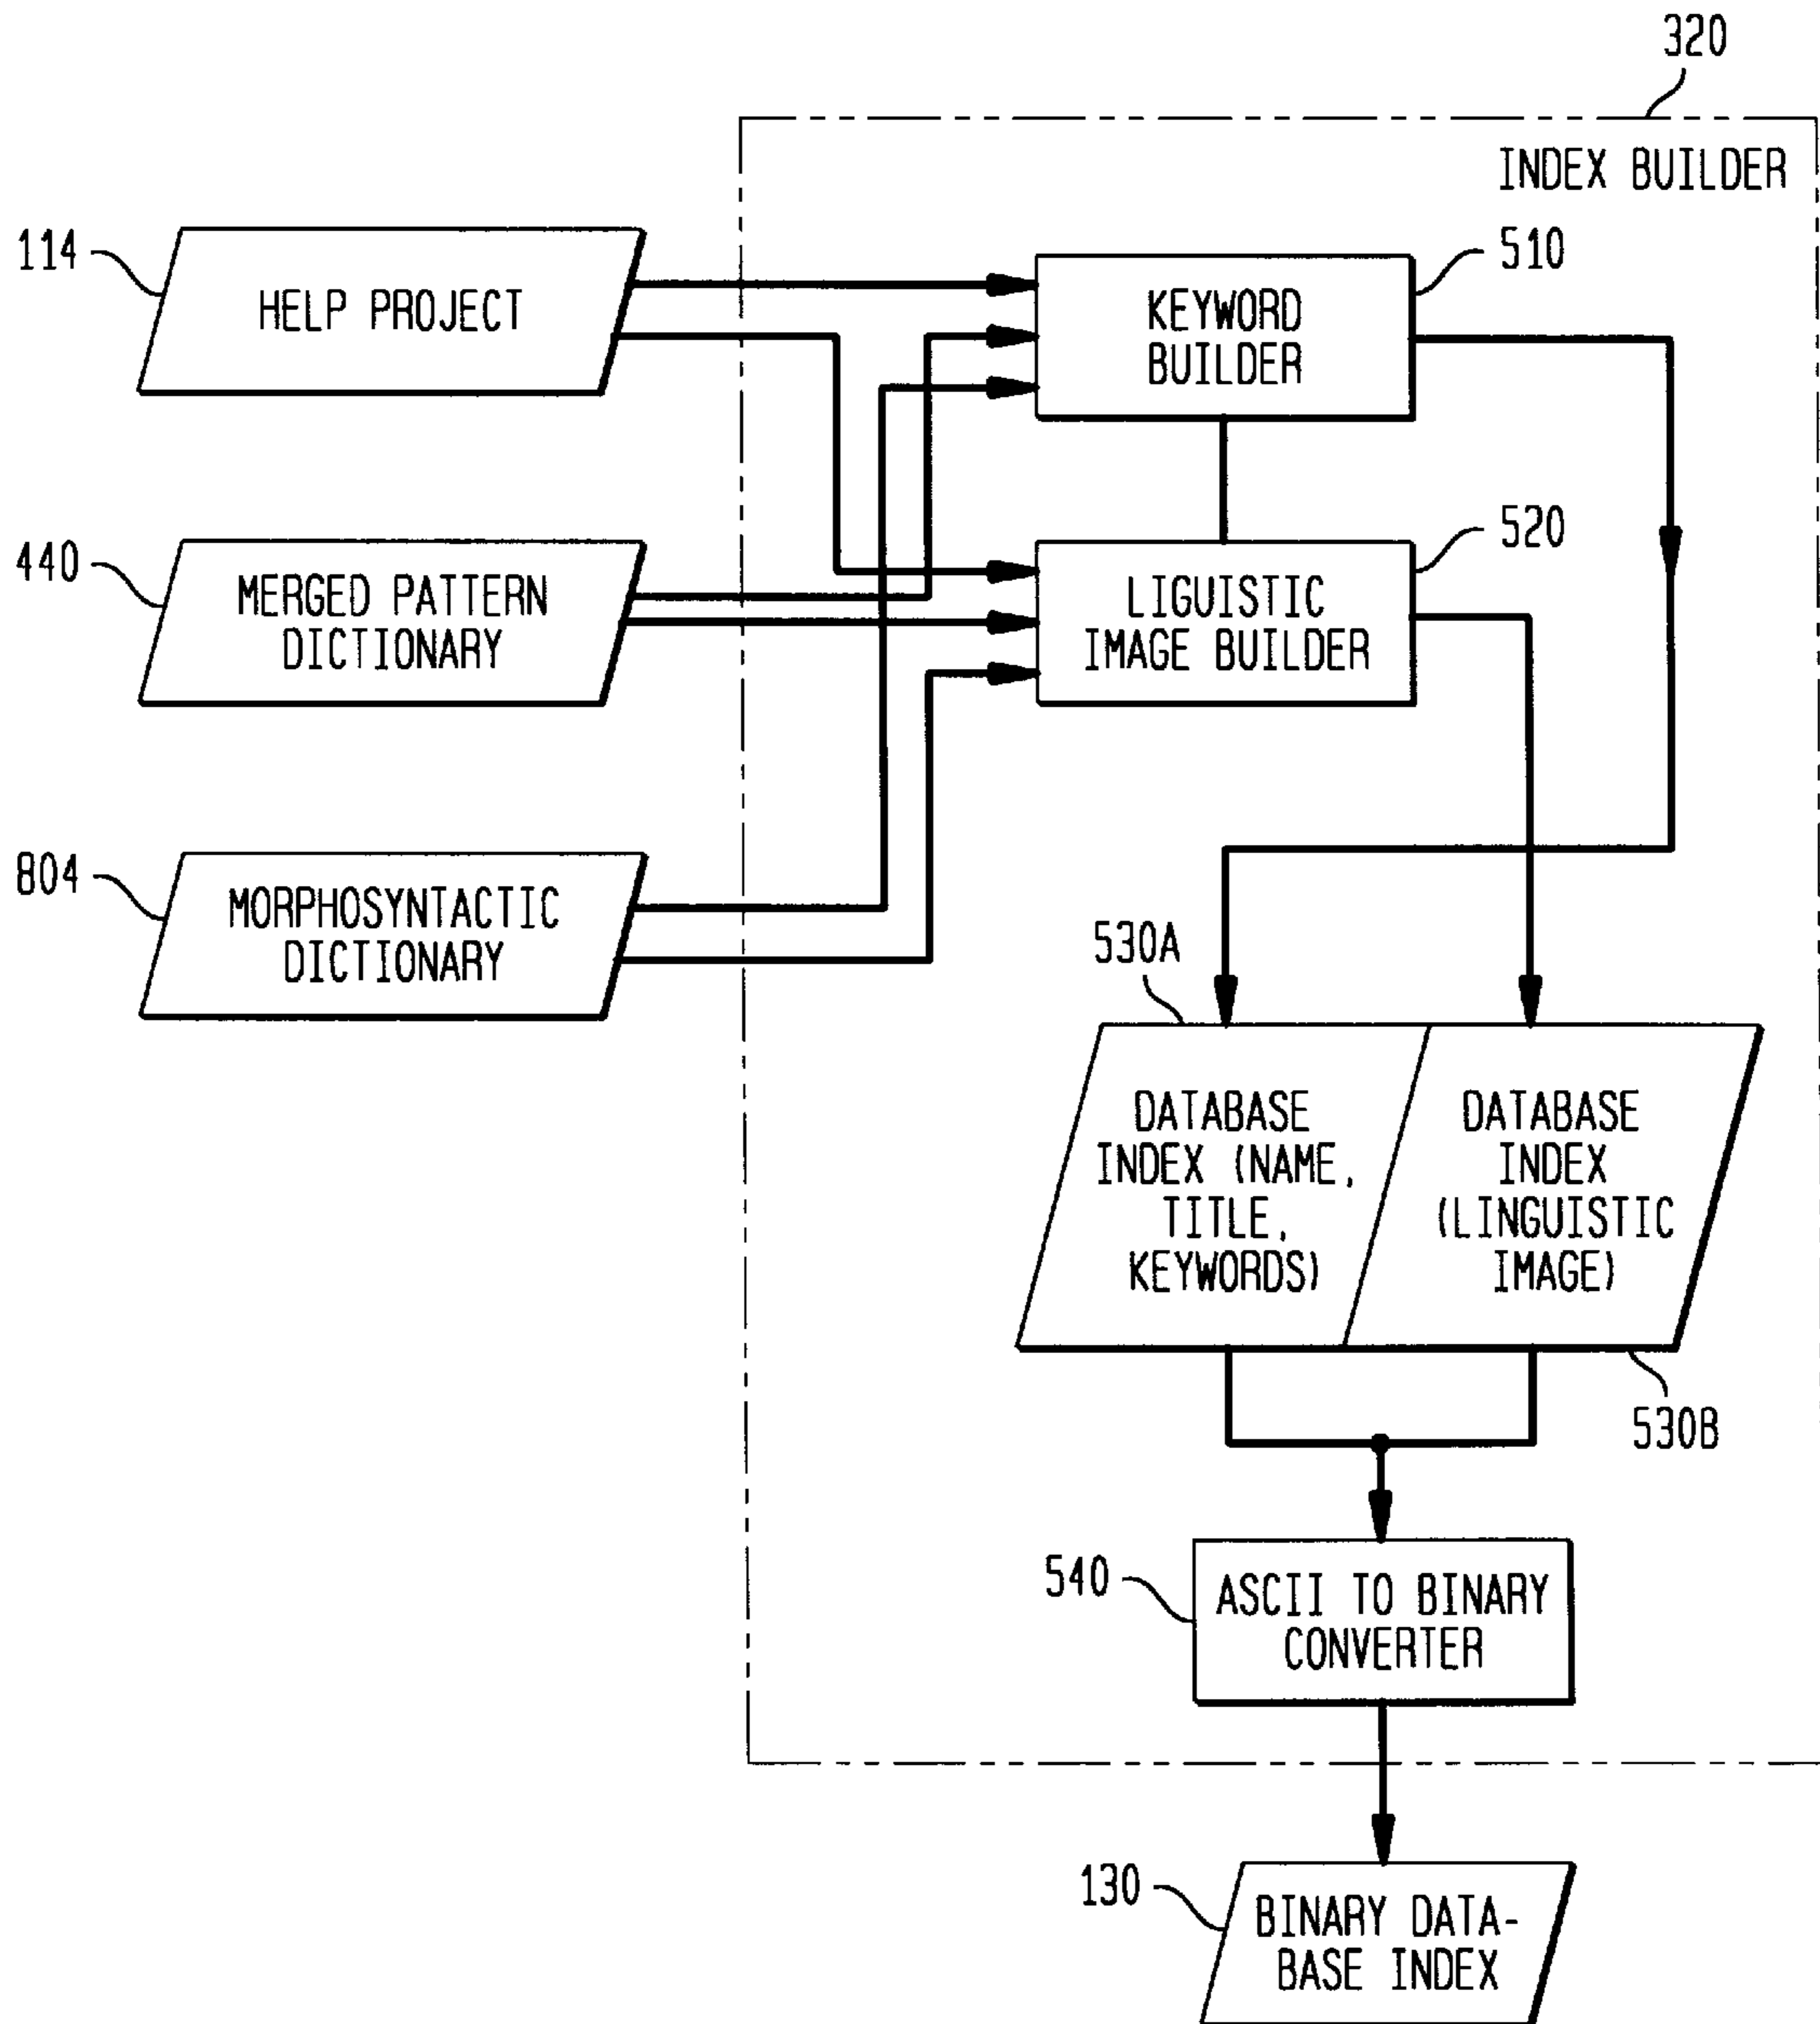 320
INDEX BUILDER
114
HELP PROJECT
510
KEYWORD
BUILDER
440
MERGED PATTERN
DICTIONARY
520
LIGUISTIC
IMAGE BUILDER
804
MORPHOSYNTACTIC
DICTIONARY
530A
DATABASE
INDEX (NAME,
TITLE,
KEYWORDS)
DATABASE
INDEX
(LINGUISTIC
IMAGE)
530B
540
ASCII TO BINARY
CONVERTER
130
BINARY DATA-
BASE INDEX